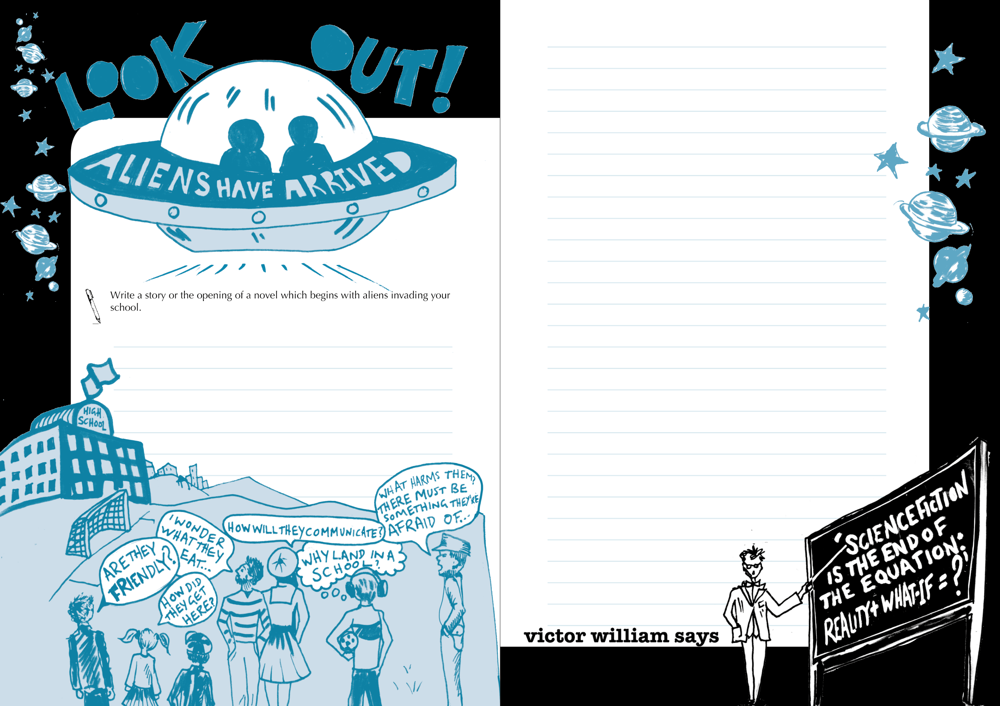 LOOK OUT!
ALIENS HAVE ARRIVED
Write a story or the opening of a novel which begins with aliens invading your
school.
HIGH
SCHOOL
WHAT HARMS THEM?
THERE MUST BE
SOMETHING THEY'RE
AFRAID OF...
'WONDER
WHAT THEY
EAT...
HOW WILL THEY COMMUNICATE?
ARE THEY
FRIENDLY?
WHY LAND IN A
SCHOOL?
HOW DID
THEY GET
HERE?
victor william says
'SCIENCE FICTION
IS THE END OF
THE EQUATION:
REALITY + WHAT-IF = ?'